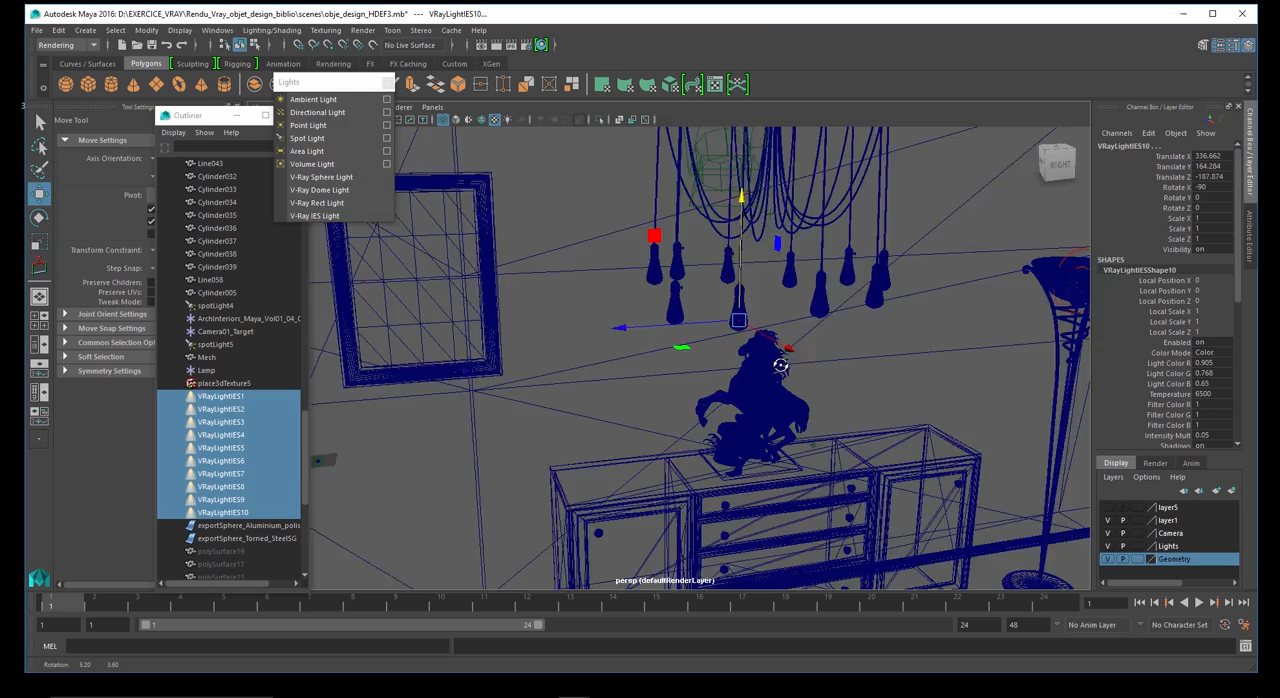 Autodesk Maya 2016: D:\EXERCICE_VRAY\Rendu_Vray_objet_design_biblio\scenes\obje_design_HDEF3.mb* --- VRayLightIES10...
File Edit Create Select Modify Display Windows Lighting/Shading Texturing Render Toon Stereo Cache Help
Rendering No Live Surface
Curves / Surfaces Polygons Sculpting Rigging Animation Rendering FX FX Caching Custom XGen
Lights
Ambient Light
Directional Light
Point Light
Spot Light
Area Light
Volume Light
V-Ray Sphere Light
V-Ray Dome Light
V-Ray Rect Light
V-Ray IES Light
Move Tool
Move Settings
Axis Orientation:
Pivot:
Transform Constraint:
Step Snap:
Preserve Children:
Preserve UVs:
Tweak Mode:
Joint Orient Settings
Move Snap Settings
Common Selection Opt
Soft Selection
Symmetry Settings
Outliner
Display Show Help
Line043
Cylinder032
Cylinder033
Cylinder034
Cylinder035
Cylinder036
Cylinder037
Cylinder038
Cylinder039
Line058
Cylinder005
spotLight4
ArchInteriors_Maya_Vol01_04_C
Camera01_Target
spotLight5
Mesh
Lamp
place3dTexture5
VRayLightIES1
VRayLightIES2
VRayLightIES3
VRayLightIES4
VRayLightIES5
VRayLightIES6
VRayLightIES7
VRayLightIES8
VRayLightIES9
VRayLightIES10
exportSphere_Aluminium_polis
exportSphere_Torned_SteelSG
polySurface19
polySurface17
polySurface15
derer Panels
RIGHT
persp (defaultRenderLayer)
Channel Box / Layer Editor
Channels Edit Object Show
VRayLightIES10 . . .
Translate X 336.662
Translate Y 164.284
Translate Z -187.874
Rotate X -90
Rotate Y 0
Rotate Z 0
Scale X 1
Scale Y 1
Scale Z 1
Visibility on
SHAPES
VRayLightIESShape10
Local Position X 0
Local Position Y 0
Local Position Z 0
Local Scale X 1
Local Scale Y 1
Local Scale Z 1
Enabled on
Color Mode Color
Light Color R 0.905
Light Color G 0.768
Light Color B 0.65
Temperature 6500
Filter Color R 1
Filter Color G 1
Filter Color B 1
Intensity Mult 0.05
Shadows on
Channel Box / Layer Editor
Attribute Editor
Display Render Anim
Layers Options Help
layer5
V P layer1
V P Camera
V P Lights
V P Geometry
1 2 3 4 5 6 7 8 9 10 11 12 13 14 15 16 17 18 19 20 21 22 23 24 1
1
1 1 1 24 24 48 No Anim Layer No Character Set
MEL
Rotation: 5.20 3.60